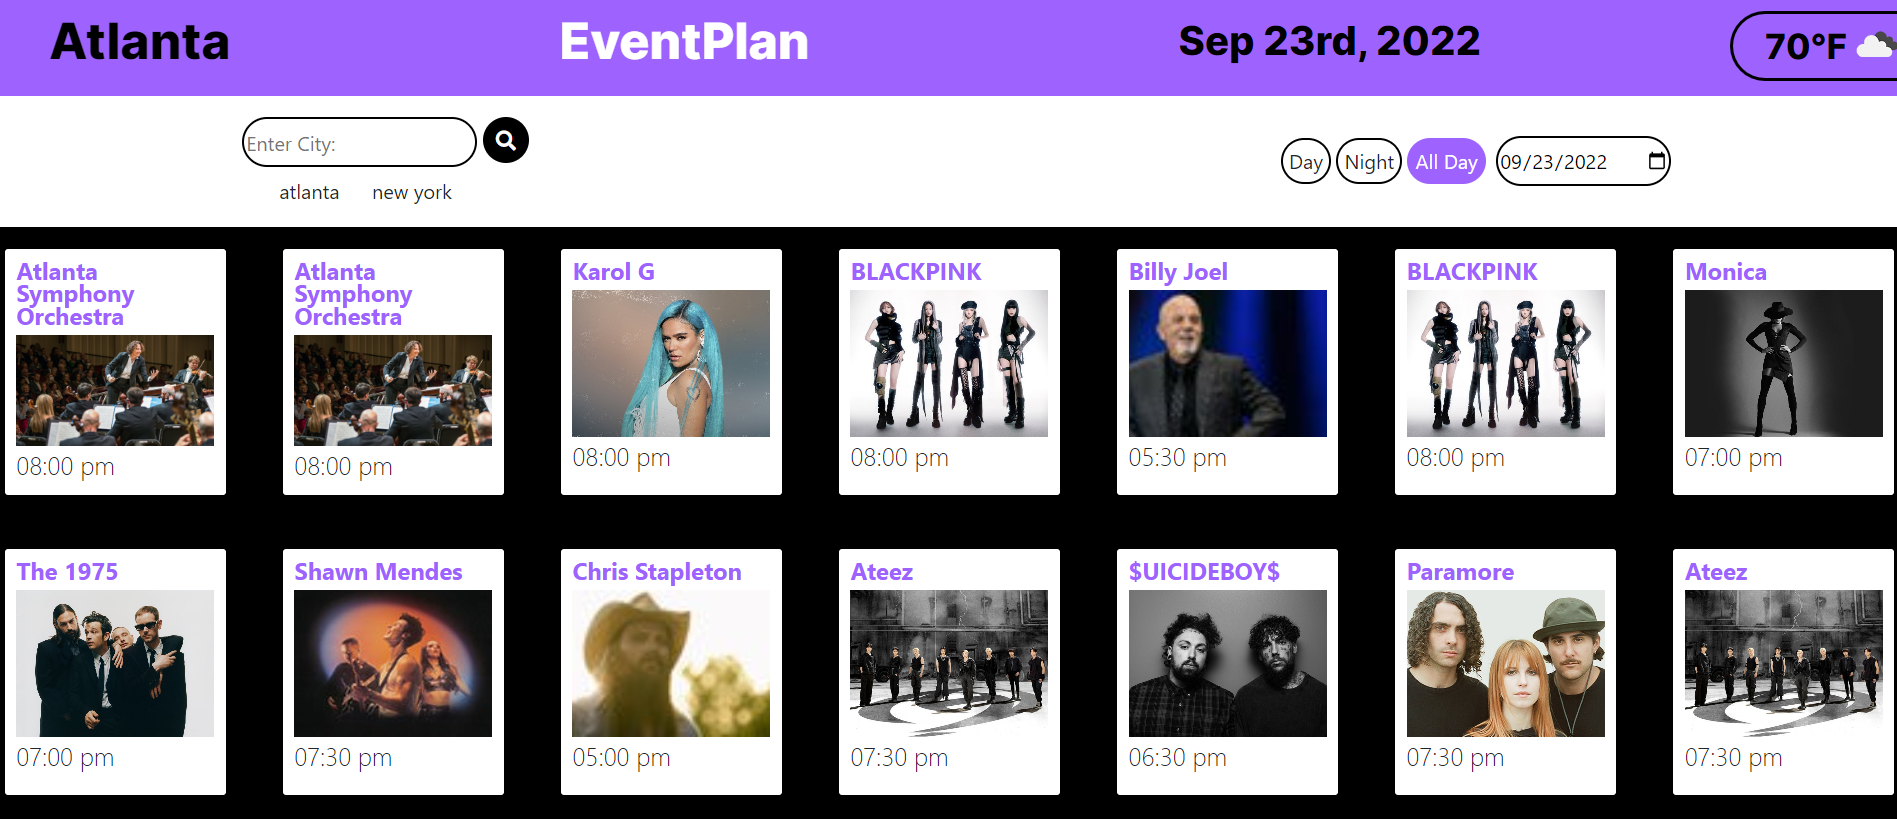 Atlanta
EventPlan
Sep 23rd, 2022
70°F
Enter City:
atlanta
new york
Day
Night
All Day
09/23/2022
Atlanta
Symphony
Orchestra
08:00 pm
Atlanta
Symphony
Orchestra
08:00 pm
Karol G
08:00 pm
BLACKPINK
08:00 pm
Billy Joel
05:30 pm
BLACKPINK
08:00 pm
Monica
07:00 pm
The 1975
07:00 pm
Shawn Mendes
07:30 pm
Chris Stapleton
05:00 pm
Ateez
07:30 pm
$UICIDEBOY$
06:30 pm
Paramore
07:30 pm
Ateez
07:30 pm